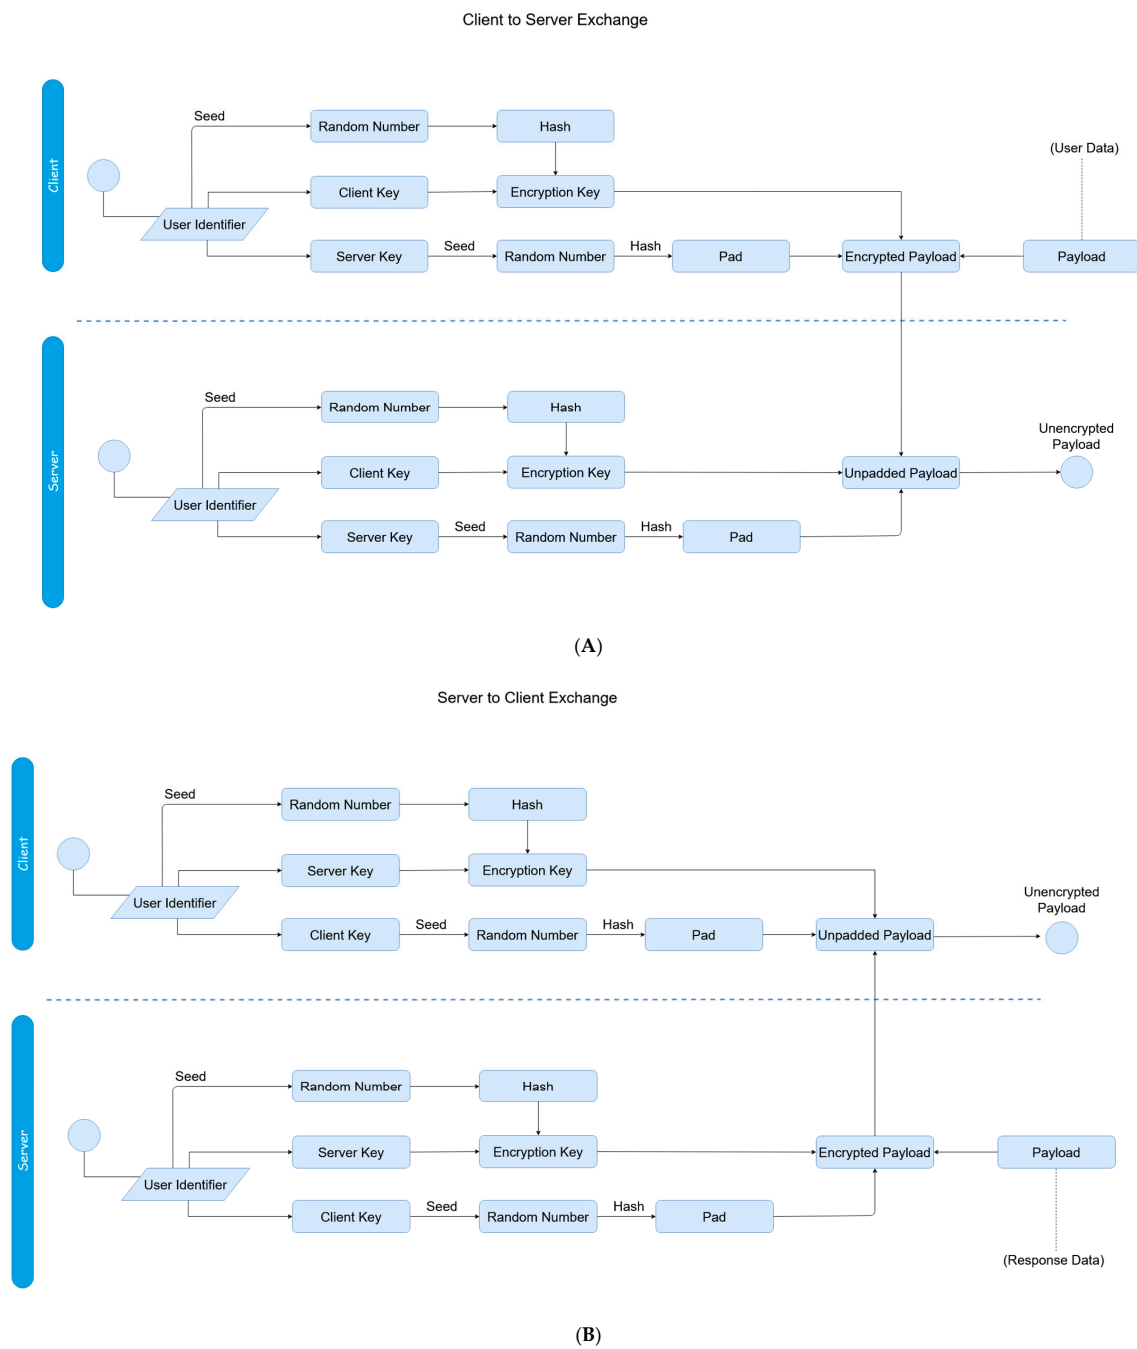 Client to Server Exchange
Client
Seed
Random Number
Hash
(User Data)
Client Key
Encryption Key
User Identifier
Server Key
Seed
Random Number
Hash
Pad
Encrypted Payload
Payload
Server
Seed
Random Number
Hash
Unencrypted
Payload
Client Key
Encryption Key
Unpadded Payload
User Identifier
Server Key
Seed
Random Number
Hash
Pad
(A)
Server to Client Exchange
Client
Seed
Random Number
Hash
Server Key
Encryption Key
Unencrypted
Payload
User Identifier
Client Key
Seed
Random Number
Hash
Pad
Unpadded Payload
Server
Seed
Random Number
Hash
Server Key
Encryption Key
Encrypted Payload
Payload
User Identifier
Client Key
Seed
Random Number
Hash
Pad
(Response Data)
(B)